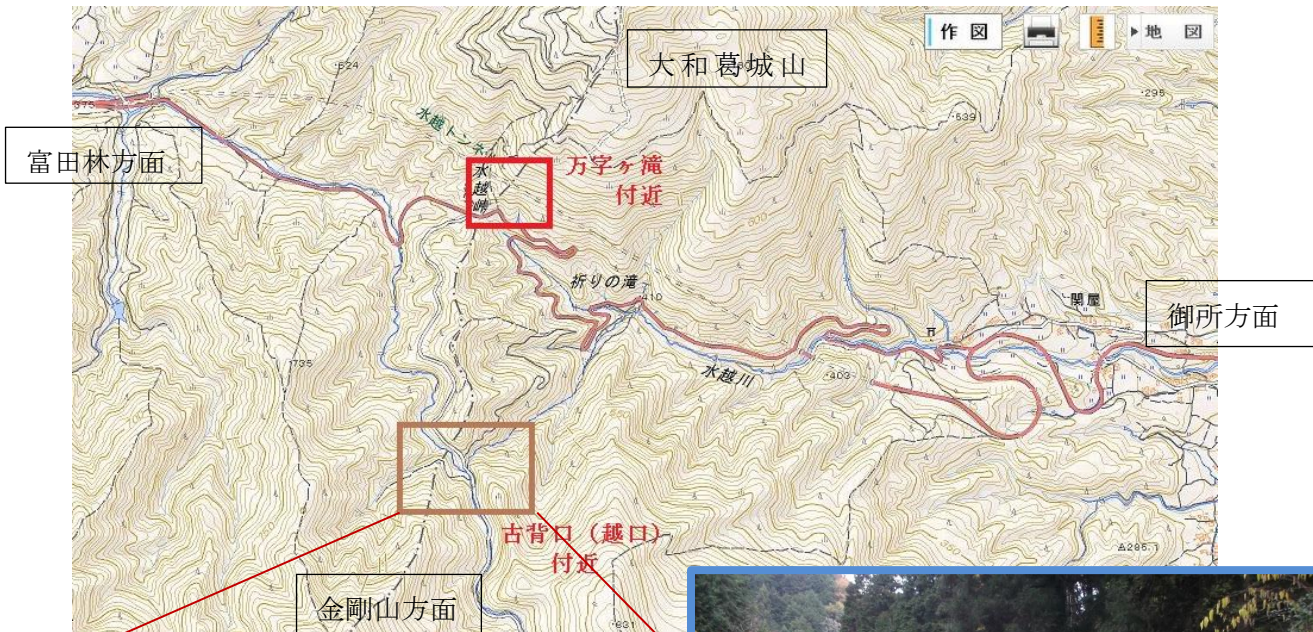 作 図
▶地 図
大和葛城山
・624
・295
・639
375
水越トンネル
富田林方面
万字ヶ滝
付近
水越峠
祈りの滝
410
関屋
御所方面
・735
水越川
・403
古背口（越口）
付近
△285.1
金剛山方面
・631